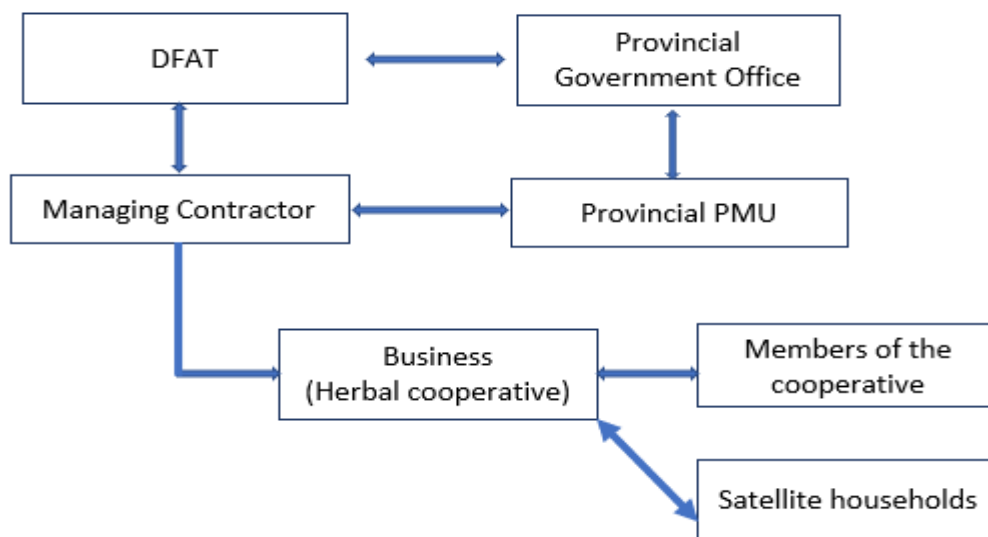 DFAT
Provincial
Government Office
Managing Contractor
Provincial PMU
Business
(Herbal cooperative)
Members of the
cooperative
Satellite households